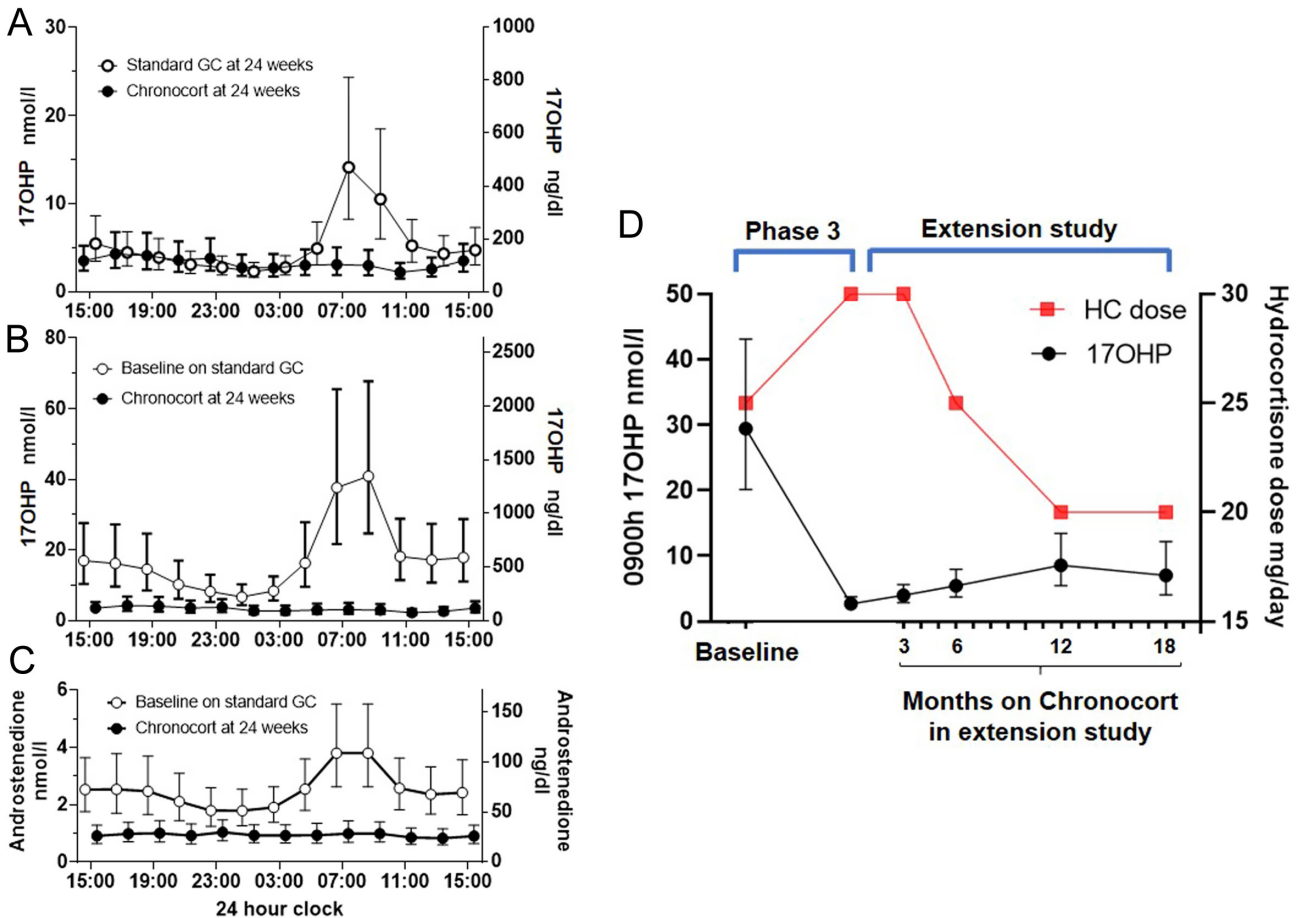 A
30
20
10
0
17OHP nmol/l
1000
800
600
400
200
0
17OHP ng/dl
Standard GC at 24 weeks
Chronocort at 24 weeks
15:00 19:00 23:00 03:00 07:00 11:00 15:00
B
80
60
40
20
0
17OHP nmol/l
2500
2000
1500
1000
500
0
17OHP ng/dl
Baseline on standard GC
Chronocort at 24 weeks
15:00 19:00 23:00 03:00 07:00 11:00 15:00
C
6
4
2
0
Androstenedione
nmol/l
150
100
50
0
Androstenedione
ng/dl
Baseline on standard GC
Chronocort at 24 weeks
15:00 19:00 23:00 03:00 07:00 11:00 15:00
24 hour clock
D
Phase 3 Extension study
50
40
30
20
10
0
0900h 17OHP nmol/l
30
25
20
15
Hydrocortisone dose mg/day
HC dose
17OHP
Baseline 3 6 12 18
Months on Chronocort
in extension study